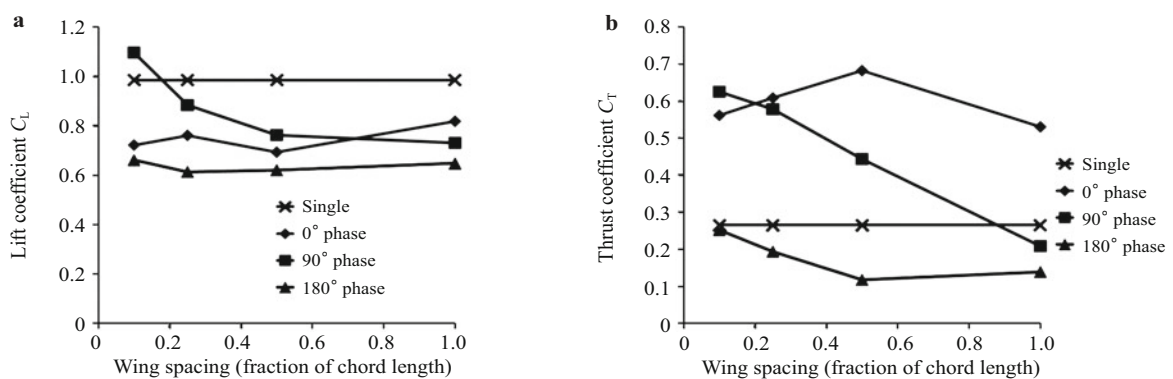 a
1.2
1.0
0.8
0.6
0.4
0.2
0
Lift coefficient CL
Single
0° phase
90° phase
180° phase
0 0.2 0.4 0.6 0.8 1.0
Wing spacing (fraction of chord length)
b
0.8
0.7
0.6
0.5
0.4
0.3
0.2
0.1
0
Thrust coefficient CT
Single
0° phase
90° phase
180° phase
0 0.2 0.4 0.6 0.8 1.0
Wing spacing (fraction of chord length)